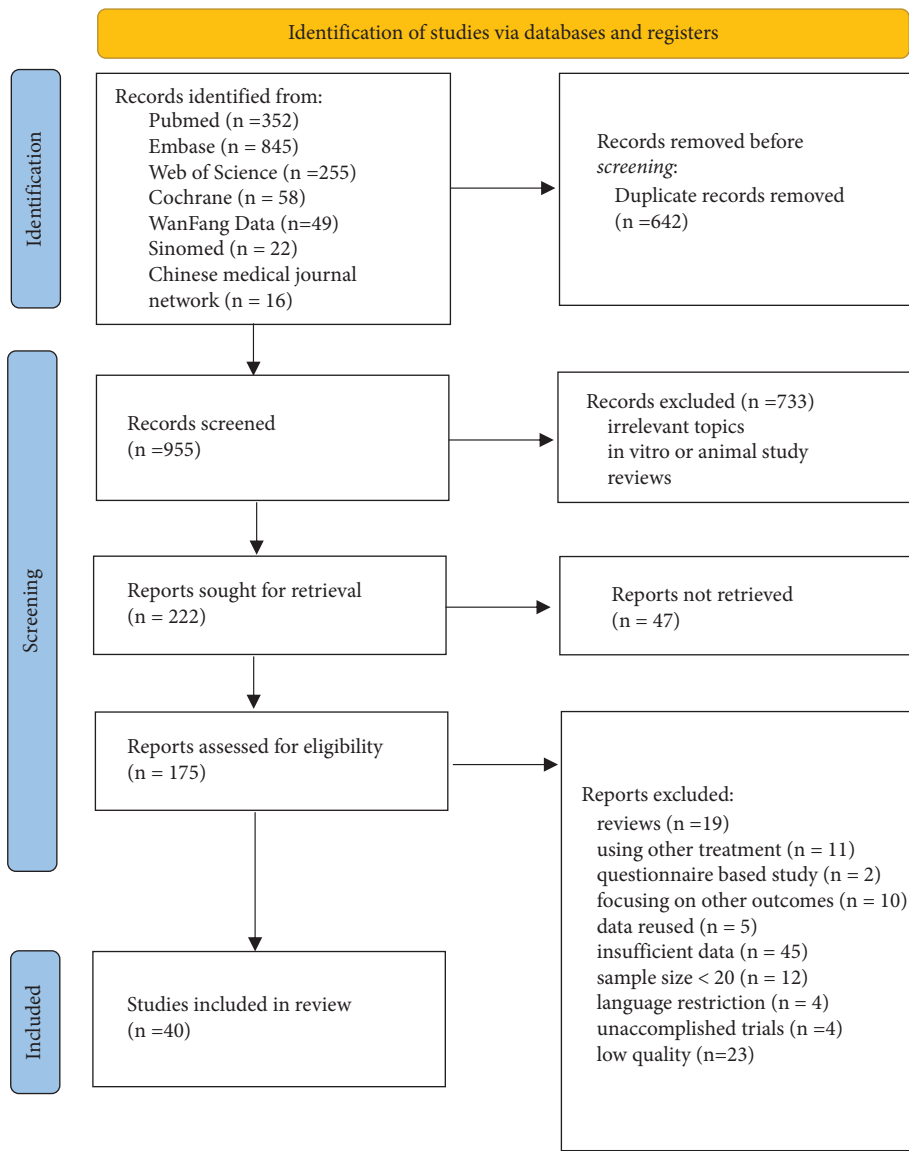 Identification of studies via databases and registers
Identification
Records identified from:
Pubmed (n =352)
Embase (n = 845)
Web of Science (n =255)
Cochrane (n = 58)
WanFang Data (n=49)
Sinomed (n = 22)
Chinese medical journal
network (n = 16)
Records removed before
screening:
Duplicate records removed
(n =642)
Screening
Records screened
(n =955)
Records excluded (n =733)
irrelevant topics
in vitro or animal study
reviews
Reports sought for retrieval
(n = 222)
Reports not retrieved
(n = 47)
Reports assessed for eligibility
(n = 175)
Reports excluded:
reviews (n =19)
using other treatment (n = 11)
questionnaire based study (n = 2)
focusing on other outcomes (n = 10)
data reused (n = 5)
insufficient data (n = 45)
sample size < 20 (n = 12)
language restriction (n = 4)
unaccomplished trials (n =4)
low quality (n=23)
Included
Studies included in review
(n =40)